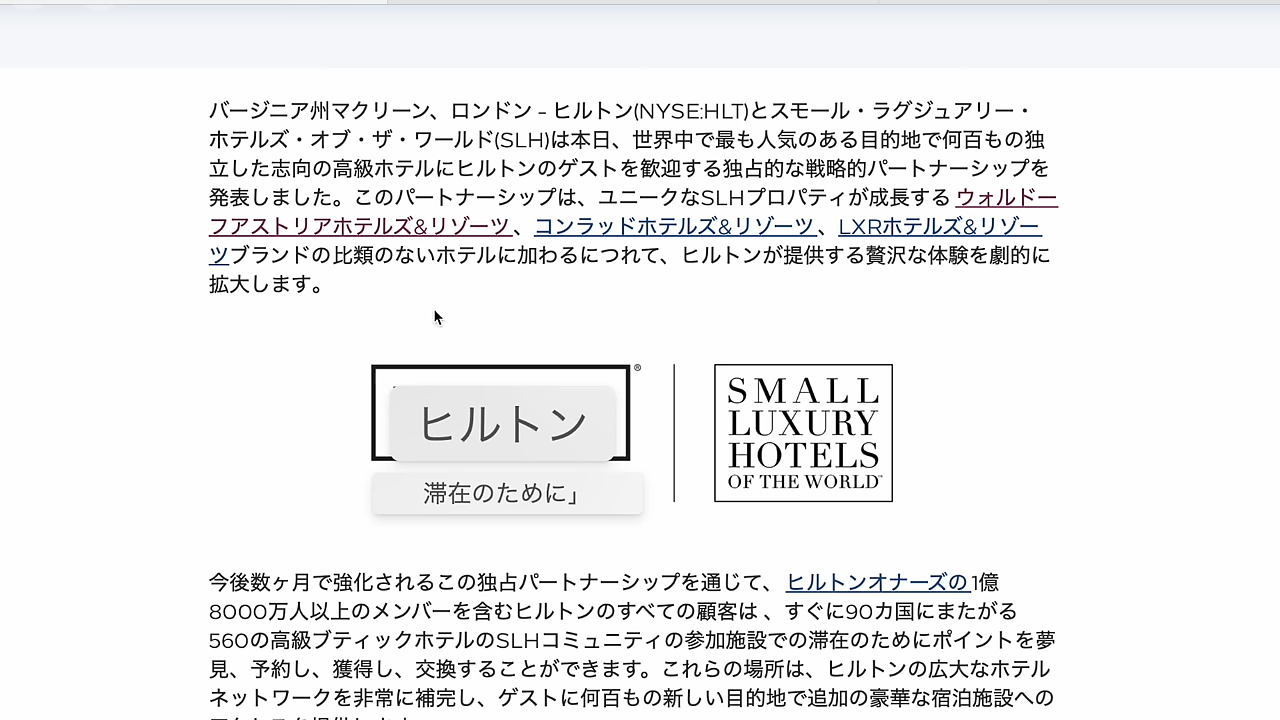 バージニア州マクリーン、ロンドン - ヒルトン(NYSE:HLT)とスモール・ラグジュアリー・
ホテルズ・オブ・ザ・ワールド(SLH)は本日、世界中で最も人気のある目的地で何百もの独
立した志向の高級ホテルにヒルトンのゲストを歓迎する独占的な戦略的パートナーシップを
発表しました。このパートナーシップは、ユニークなSLHプロパティが成長する ウォルドー
フアストリアホテルズ&リゾーツ 、 コンラッドホテルズ&リゾーツ 、LXRホテルズ&リゾー
ツブランドの比類のないホテルに加わるにつれて、ヒルトンが提供する贅沢な体験を劇的に
拡大します。
ヒルトン ®
滞在のために」
SMALL
LUXURY
HOTELS
OF THE WORLD
今後数ヶ月で強化されるこの独占パートナーシップを通じて、 ヒルトンオナーズの 1億
8000万人以上のメンバーを含むヒルトンのすべての顧客は 、すぐに90カ国にまたがる
560の高級ブティックホテルのSLHコミュニティの参加施設での滞在のためにポイントを夢
見、予約し、獲得し、交換することができます。これらの場所は、ヒルトンの広大なホテル
ネットワークを非常に補完し、ゲストに何百もの新しい目的地で追加の豪華な宿泊施設への